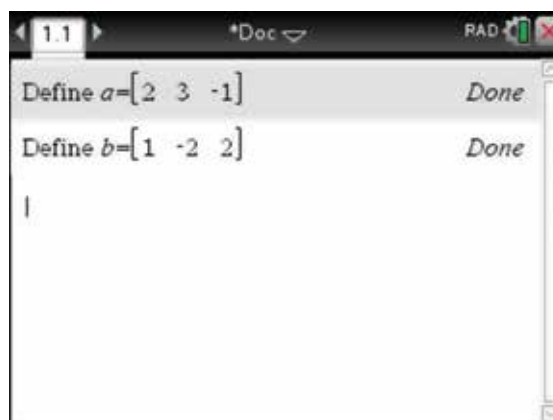 1.1 *Doc RAD
Define a=[2 3 -1] Done
Define b=[1 -2 2] Done